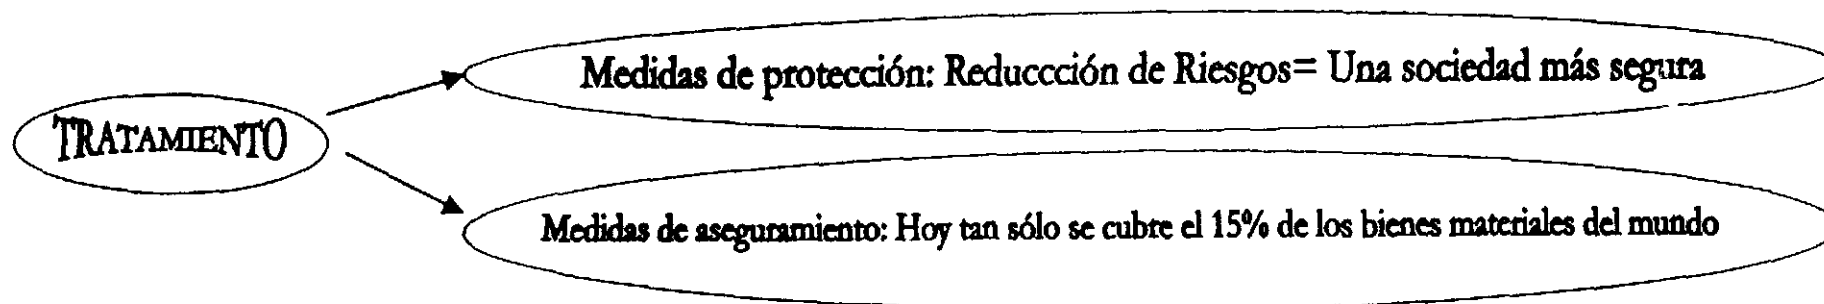 Medidas de protección: Reduccción de Riesgos= Una sociedad más segura
TRATAMIENTO
Medidas de aseguramiento: Hoy tan sólo se cubre el 15% de los bienes materiales del mundo